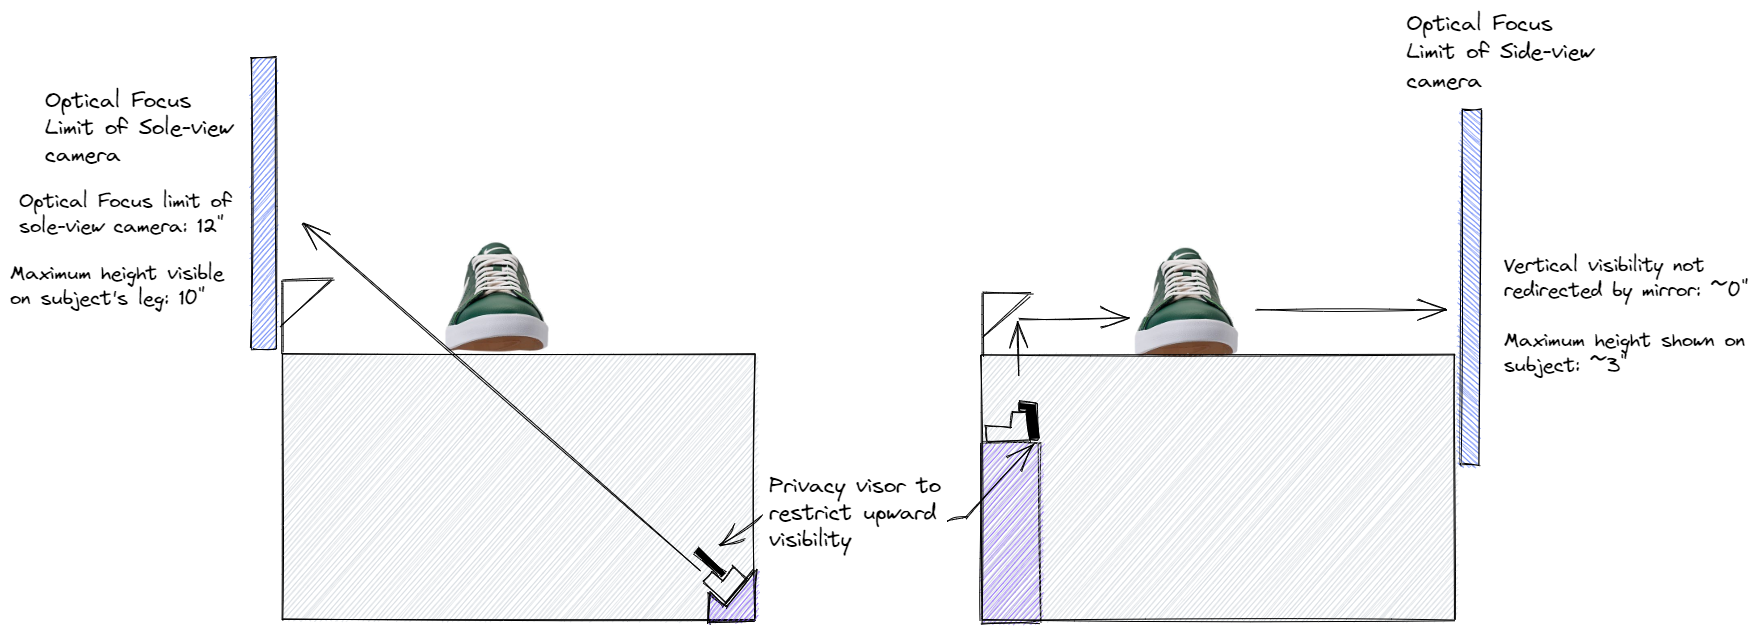 Optical Focus
Limit of Sole-view
camera
Optical Focus limit of
sole-view camera: 12"
Maximum height visible
on subject's leg: 10"
Privacy visor to
restrict upward
visibility
Optical Focus
Limit of Side-view
camera
Vertical visibility not
redirected by mirror: ~0"
Maximum height shown on
subject: ~3"